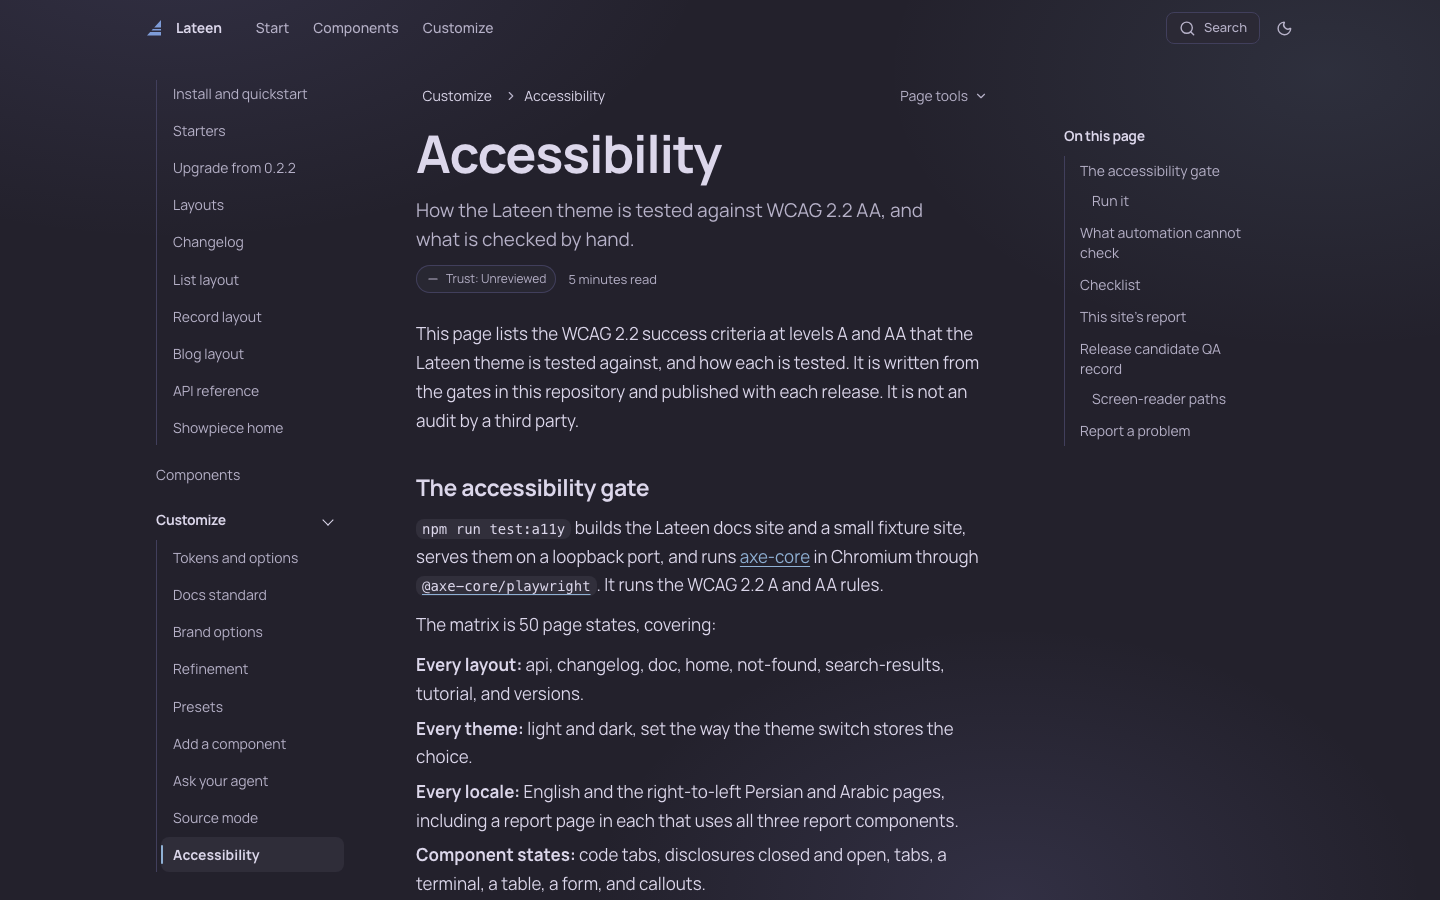 Lateen
Start
Components
Customize
Search
Install and quickstart
Starters
Upgrade from 0.2.2
Layouts
Changelog
List layout
Record layout
Blog layout
API reference
Showpiece home
Components
Customize
Tokens and options
Docs standard
Brand options
Refinement
Presets
Add a component
Ask your agent
Source mode
Accessibility
Customize
Accessibility
Page tools
Accessibility
How the Lateen theme is tested against WCAG 2.2 AA, and
what is checked by hand.
Trust: Unreviewed
5 minutes read
This page lists the WCAG 2.2 success criteria at levels A and AA that the
Lateen theme is tested against, and how each is tested. It is written from
the gates in this repository and published with each release. It is not an
audit by a third party.
The accessibility gate
npm run test:a11y builds the Lateen docs site and a small fixture site,
serves them on a loopback port, and runs axe-core in Chromium through
@axe-core/playwright. It runs the WCAG 2.2 A and AA rules.
The matrix is 50 page states, covering:
Every layout: api, changelog, doc, home, not-found, search-results,
tutorial, and versions.
Every theme: light and dark, set the way the theme switch stores the
choice.
Every locale: English and the right-to-left Persian and Arabic pages,
including a report page in each that uses all three report components.
Component states: code tabs, disclosures closed and open, tabs, a
terminal, a table, a form, and callouts.
On this page
The accessibility gate
Run it
What automation cannot
check
Checklist
This site's report
Release candidate QA
record
Screen-reader paths
Report a problem